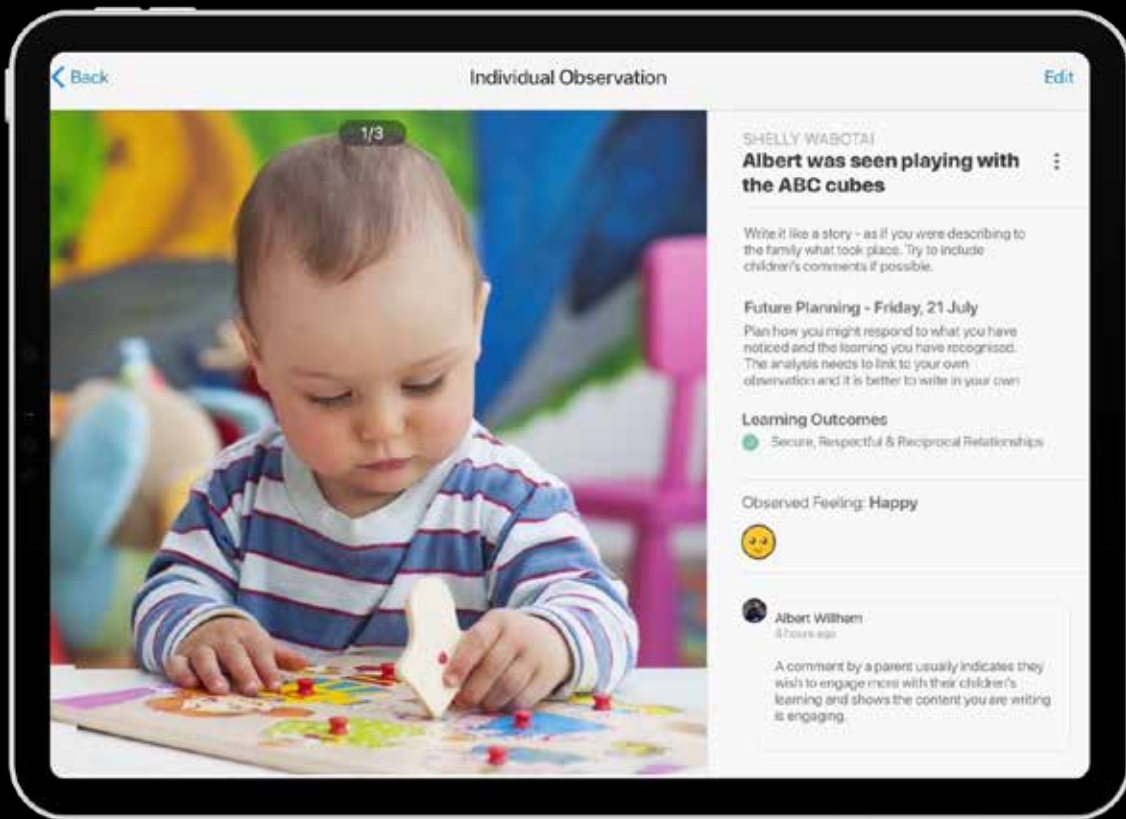 Back
Individual Observation
Edit
1/3
SHELLY WABOTAI
Albert was seen playing with
the ABC cubes
Write it like a story - as if you were describing to
the family what took place. Try to include
children's comments if possible.
Future Planning - Friday, 21 July
Plan how you might respond to what you have
noticed and the learning you have recognised.
The analysis needs to link to your own
observation and it is better to write in your own
Learning Outcomes
Secure, Respectful & Reciprocal Relationships
Observed Feeling: Happy
Albert Willhem
4 hours ago
A comment by a parent usually indicates they
wish to engage more with their children's
learning and shows the content you are writing
is engaging.